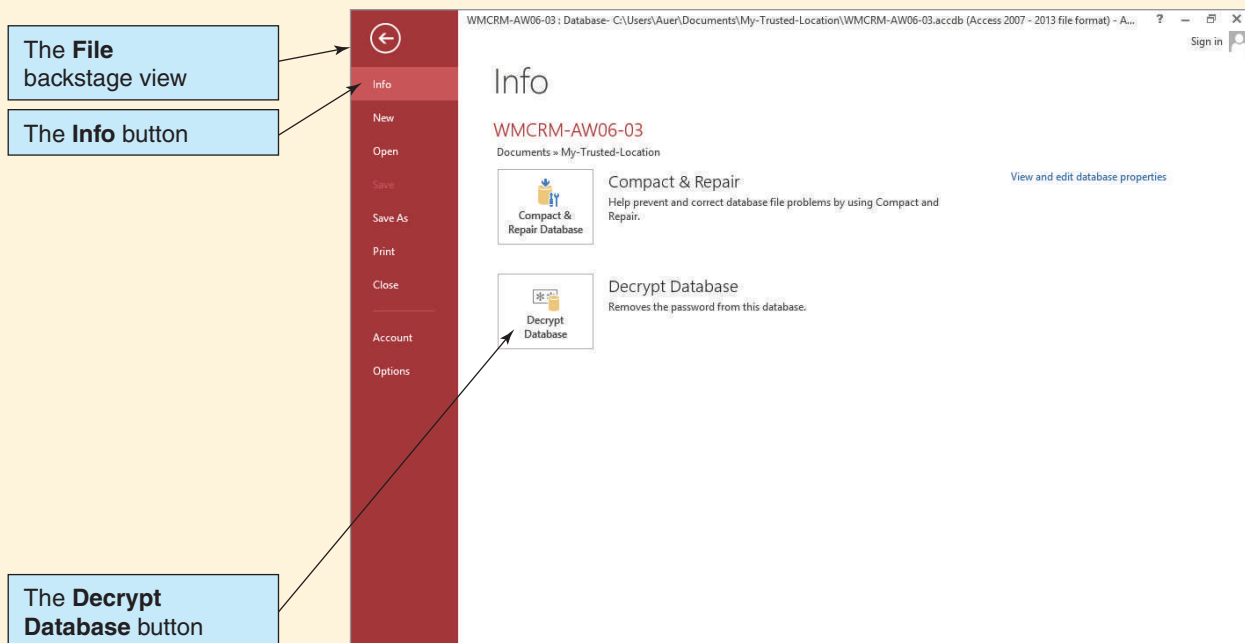 WMCRM-AW06-03 : Database- C:\Users\Auer\Documents\My-Trusted-Location\WMCRM-AW06-03.accdb (Access 2007 - 2013 file format) - A... ?
Sign in
The File
backstage view
The Info button
Info
New
Open
Save
Save As
Print
Close
Account
Options
Info
WMCRM-AW06-03
Documents » My-Trusted-Location
Compact &
Repair Database
Compact & Repair
Help prevent and correct database file problems by using Compact and
Repair.
View and edit database properties
Decrypt
Database
Decrypt Database
Removes the password from this database.
The Decrypt
Database button